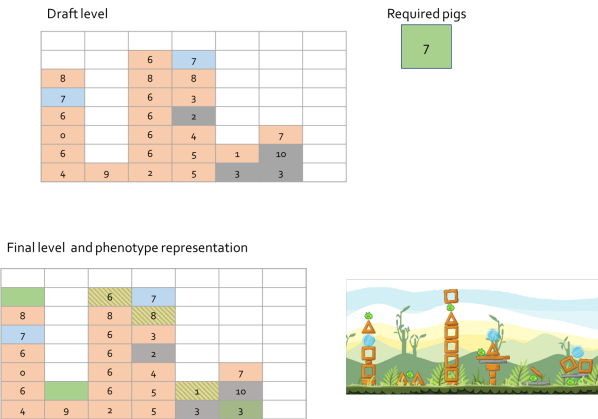 Draft level
Required pigs
7
6 7
8 8 8
7 6 3
6 6 2
0 6 4 7
6 6 5 1 10
4 9 2 5 3 3
Final level and phenotype representation
6 7
8 8 8
7 6 3
6 6 2
0 6 4 7
6 6 5 1 10
4 9 2 5 3 3